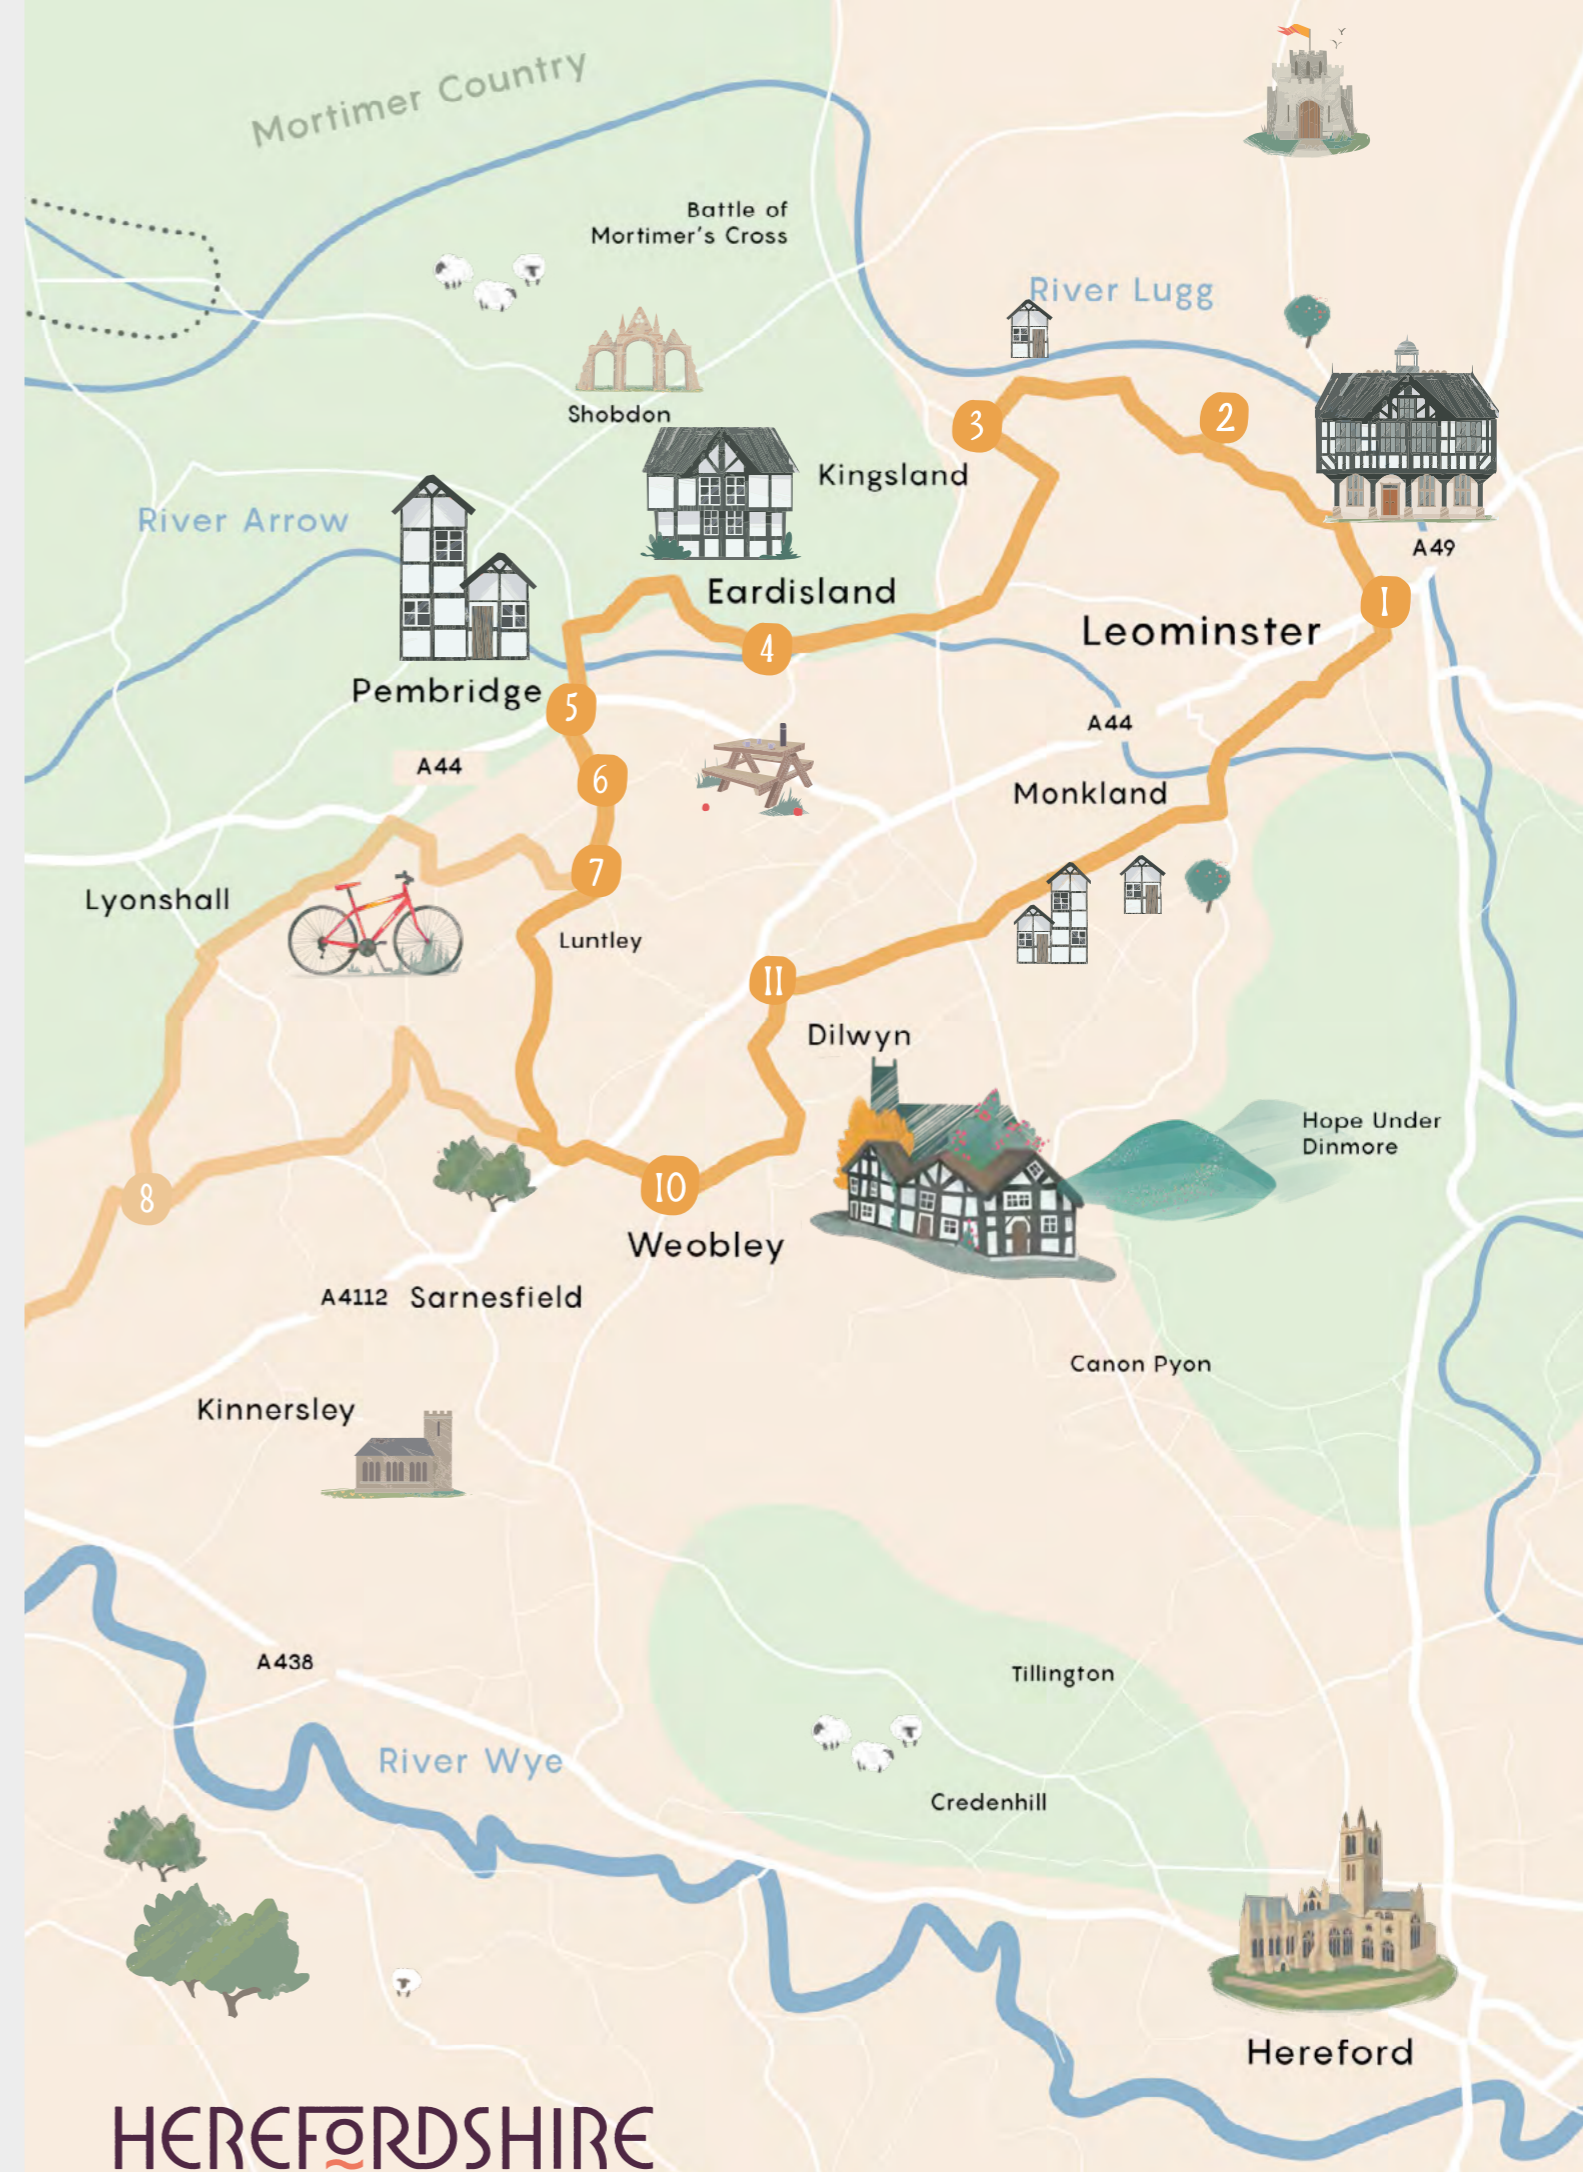 Mortimer Country
Battle of
Mortimer's Cross
River Lugg
Shobdon
3
2
Kingsland
River Arrow
A49
Eardisland
1
Leominster
4
Pembridge
5
A44
A44
6
Monkland
7
Lyonshall
Luntley
11
Dilwyn
Hope Under
Dinmore
8
10
Weobley
A4112
Sarnesfield
Canon Pyon
Kinnersley
A438
Tillington
River Wye
Credenhill
Hereford
HEREFORDSHIRE